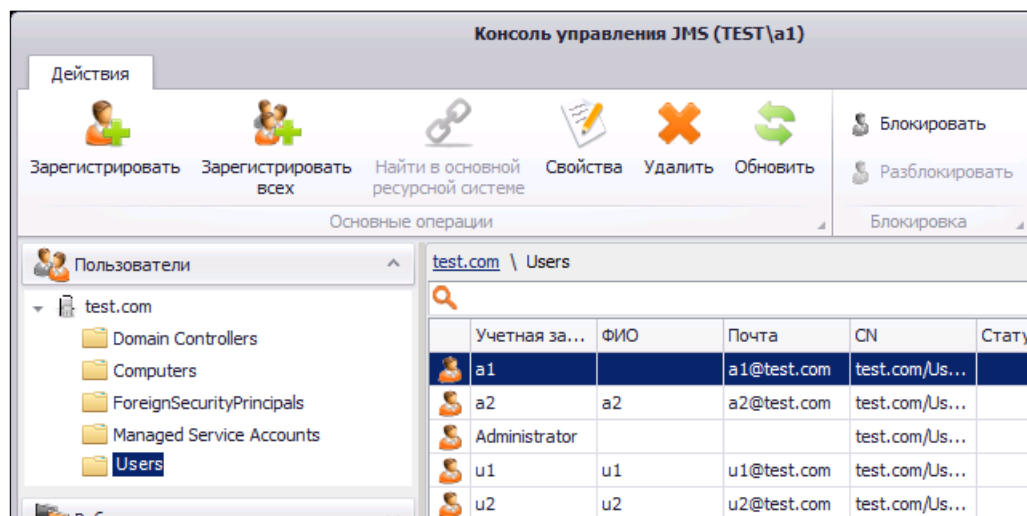 Консоль управления JMS (TEST\a1)
Действия
Зарегистрировать
Зарегистрировать всех
Найти в основной ресурсной системе
Свойства
Удалить
Обновить
Блокировать
Разблокировать
Основные операции
Блокировка
Пользователи
test.com
Domain Controllers
Computers
ForeignSecurityPrincipals
Managed Service Accounts
Users
test.com \ Users
Учетная за... ФИО Почта CN Стату
a1 a1@test.com test.com/Us...
a2 a2 a2@test.com test.com/Us...
Administrator test.com/Us...
u1 u1 u1@test.com test.com/Us...
u2 u2 u2@test.com test.com/Us...